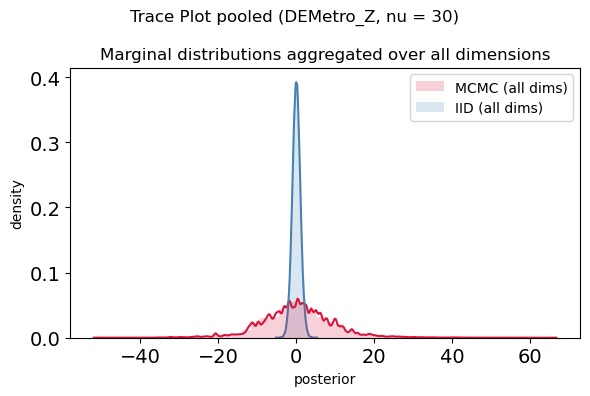 Trace Plot pooled (DEMetro_Z, nu = 30)
Marginal distributions aggregated over all dimensions
MCMC (all dims)
IID (all dims)
density
0.4
0.3
0.2
0.1
0.0
−40 −20 0 20 40 60
posterior